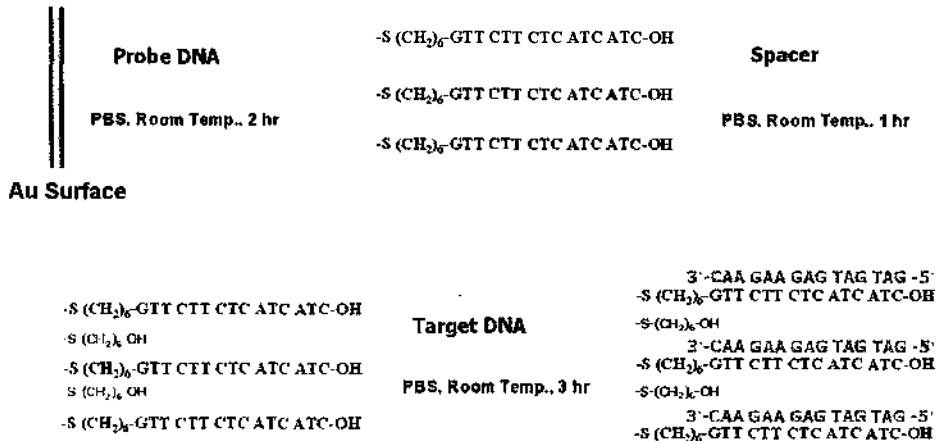 -S (CH2)6-GTT CTT CTC ATC ATC-OH
Probe DNA
Spacer
-S (CH2)6-GTT CTT CTC ATC ATC-OH
PBS. Room Temp.. 2 hr
PBS. Room Temp.. 1 hr
-S (CH2)6-GTT CTT CTC ATC ATC-OH
Au Surface
-S (CH2)6-GTT CTT CTC ATC ATC-OH
-S (CH2)6 OH
-S (CH2)6-GTT CTT CTC ATC ATC-OH
S (CH2)6 OH
-S (CH2)6-GTT CTT CTC ATC ATC-OH
Target DNA
PBS, Room Temp., 3 hr
3'-CAA GAA GAG TAG TAG -5'
-S (CH2)6-GTT CTT CTC ATC ATC-OH
-S-(CH2)6-OH
3'-CAA GAA GAG TAG TAG -5'
-S (CH2)6-GTT CTT CTC ATC ATC-OH
-S-(CH2)6-OH
3'-CAA GAA GAG TAG TAG -5'
-S (CH2)6-GTT CTT CTC ATC ATC-OH